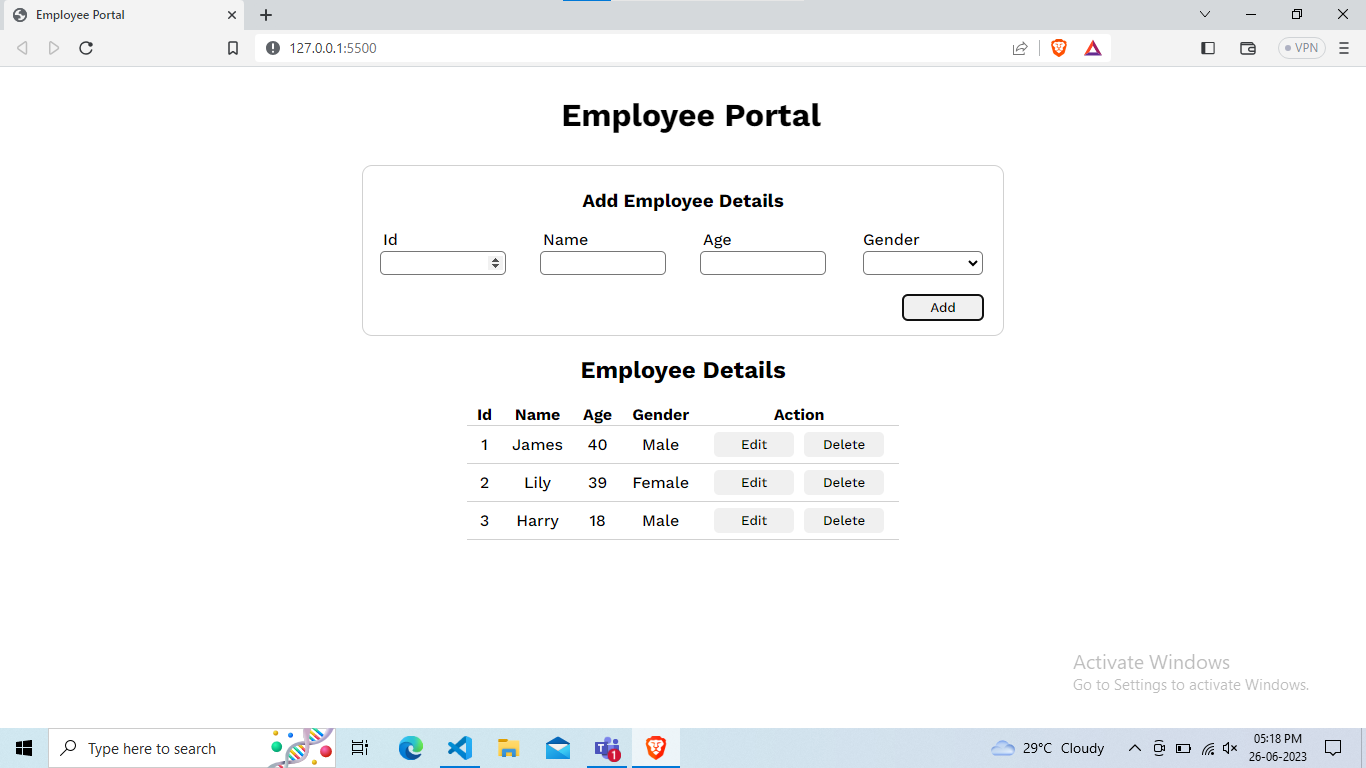 Employee Portal
127.0.0.1:5500
VPN
Employee Portal
Add Employee Details
Id Name Age Gender
Add
Employee Details
Id Name Age Gender Action
1 James 40 Male Edit Delete
2 Lily 39 Female Edit Delete
3 Harry 18 Male Edit Delete
Activate Windows
Go to Settings to activate Windows.
Type here to search
1
29°C Cloudy
05:18 PM
26-06-2023